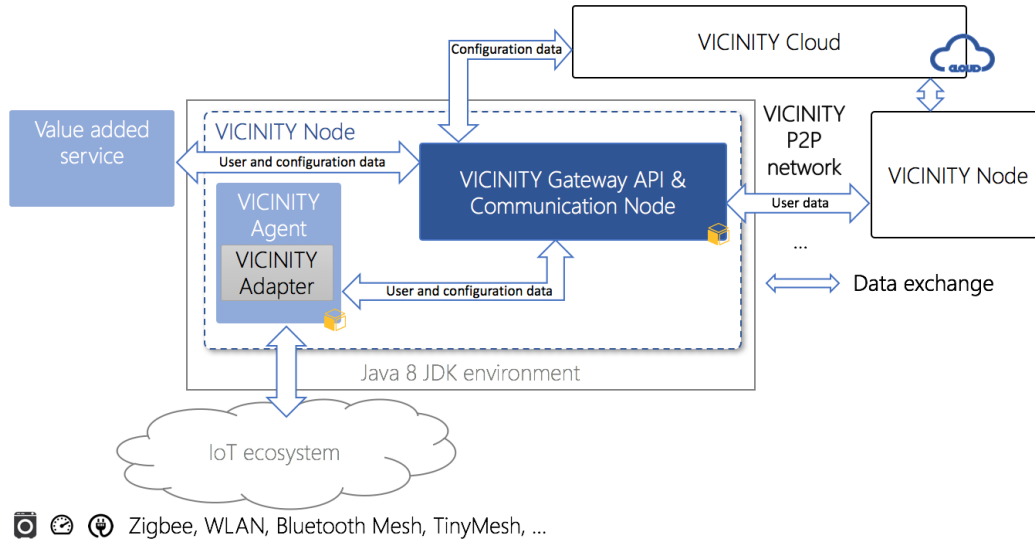 Configuration data
VICINITY Cloud
CLOUD
Value added
service
VICINITY Node
User and configuration data
VICINITY Gateway API &
Communication Node
VICINITY
P2P
network
VICINITY Node
User data
...
VICINITY
Agent
VICINITY
Adapter
User and configuration data
Data exchange
Java 8 JDK environment
IoT ecosystem
Zigbee, WLAN, Bluetooth Mesh, TinyMesh, ...